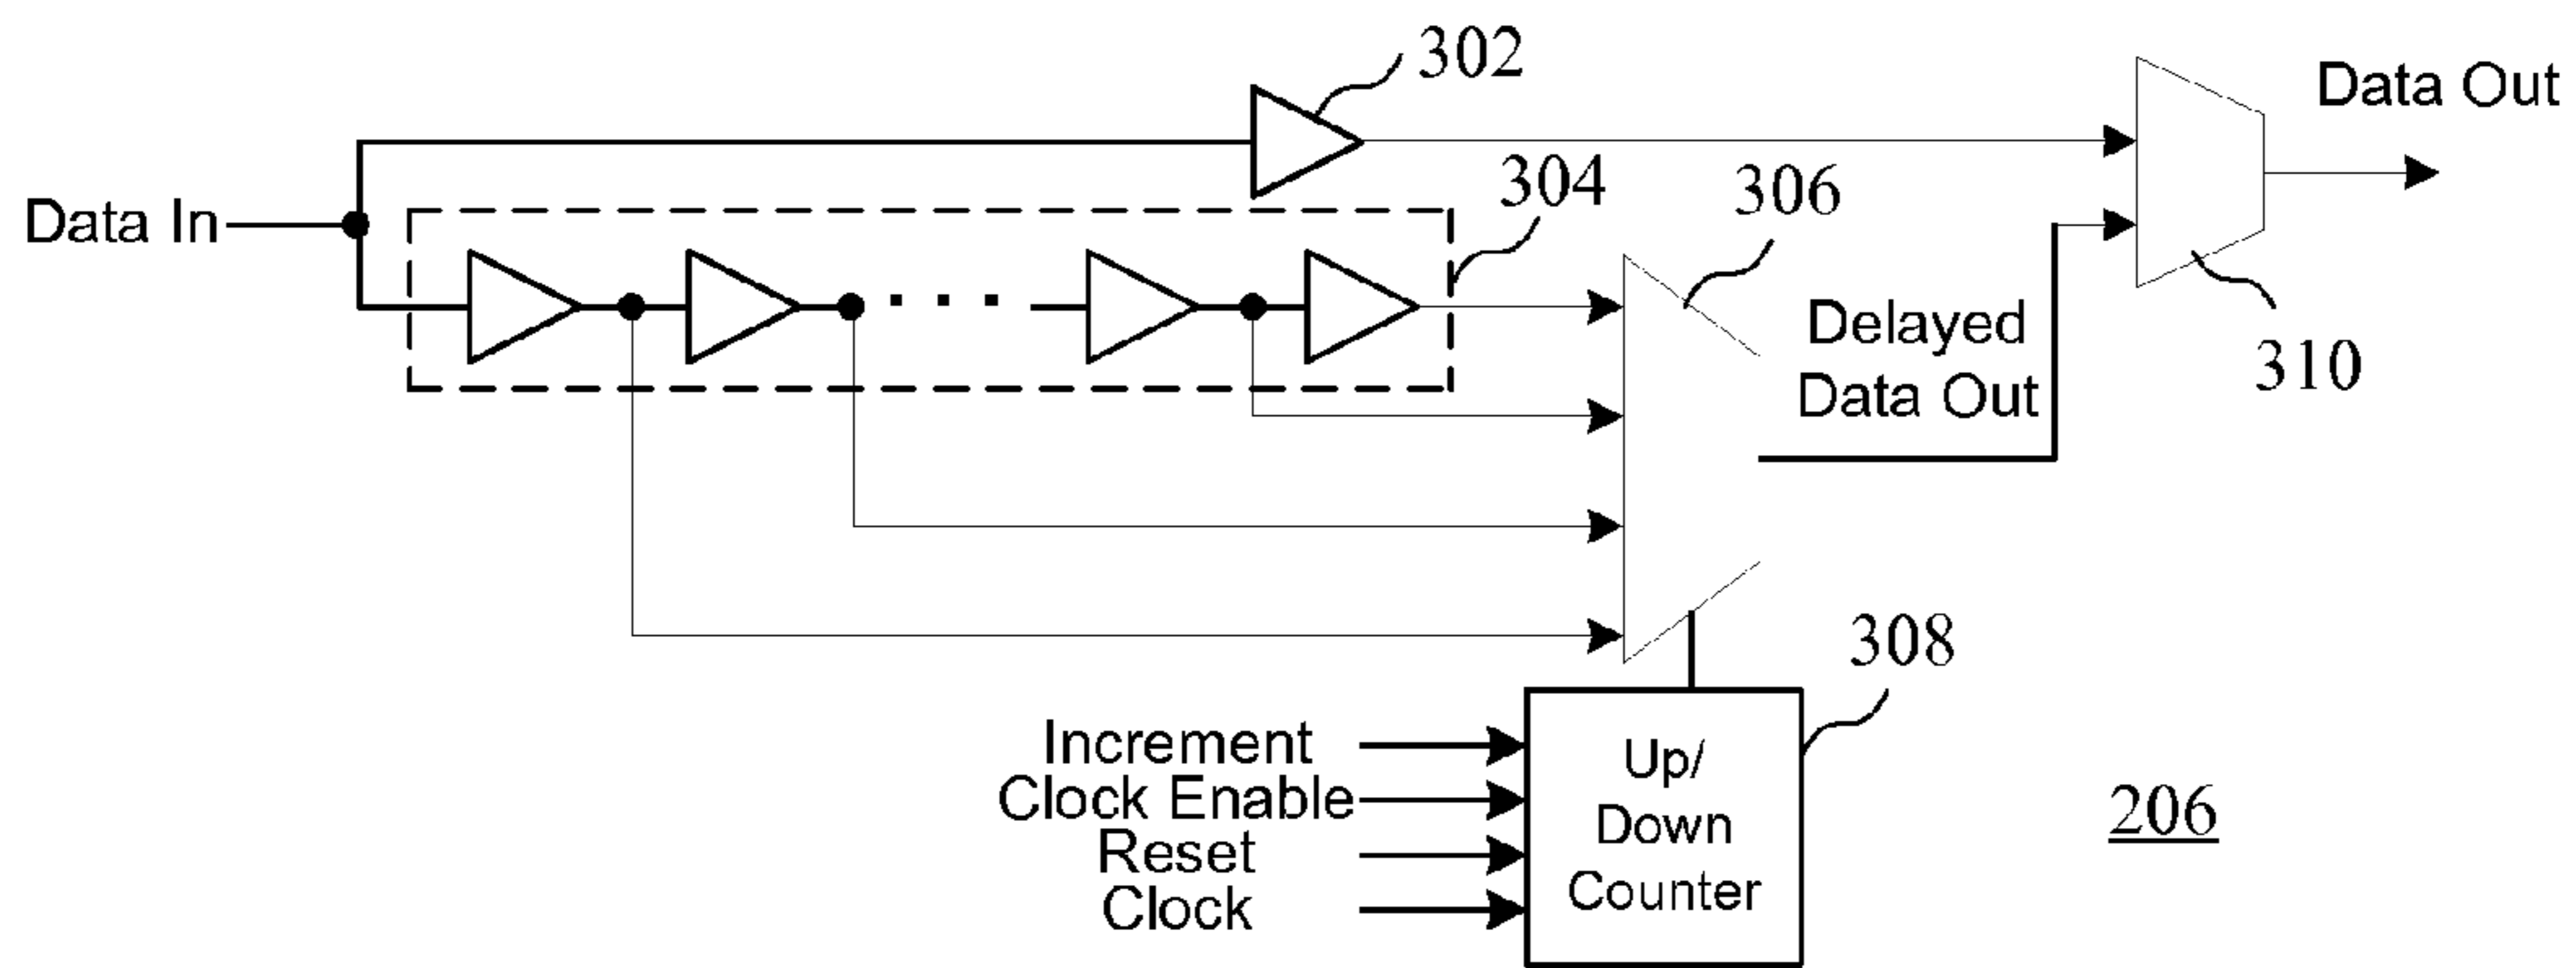 302
Data Out
304
306
Data In
Delayed
Data Out
310
308
Increment
Clock Enable
Reset
Clock
Up/
Down
Counter
206